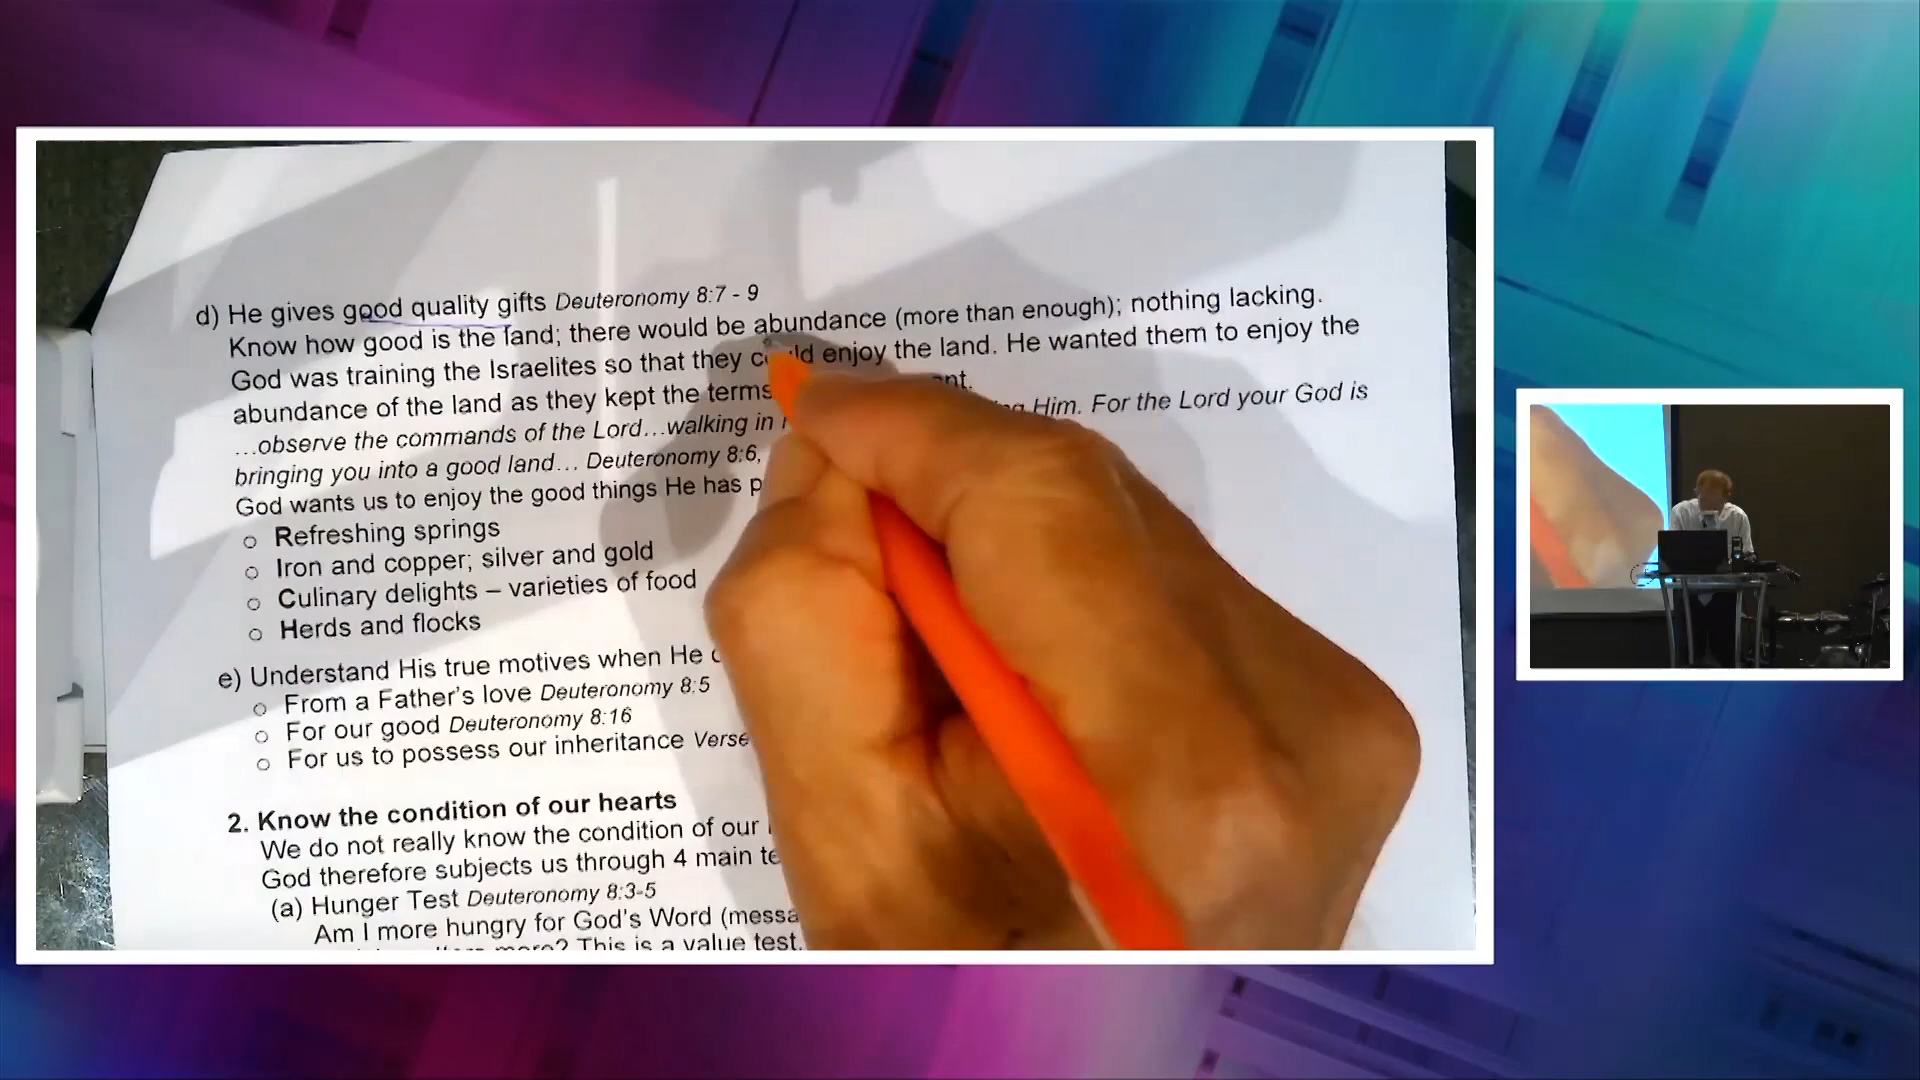 d) He gives good quality gifts Deuteronomy 8:7 - 9
Know how good is the land; there would be abundance (more than enough); nothing lacking.
God was training the Israelites so that they could enjoy the land. He wanted them to enjoy the
abundance of the land as they kept the terms
…observe the commands of the Lord…walking in Him. For the Lord your God is
bringing you into a good land… Deuteronomy 8:6,
God wants us to enjoy the good things He has
o Refreshing springs
o Iron and copper; silver and gold
o Culinary delights – varieties of food
o Herds and flocks
e) Understand His true motives when He
o From a Father's love Deuteronomy 8:5
o For our good Deuteronomy 8:16
o For us to possess our inheritance Verse
2. Know the condition of our hearts
We do not really know the condition of our
God therefore subjects us through 4 main
(a) Hunger Test Deuteronomy 8:3-5
Am I more hungry for God's Word
more? This is a value test.